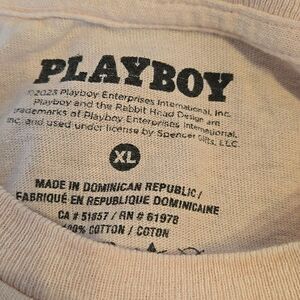 PLAYBOY
©2023 Playboy Enterprises International, Inc.
Playboy and the Rabbit Head Design are
trademarks of Playboy Enterprises International,
Inc. and used under license by Spencer Gifts, LLC
XL
MADE IN DOMINICAN REPUBLIC/
FABRIQUÉ EN REPUBLIQUE DOMINICAINE
CA # 51857 / RN # 61978
100% COTTON / COTON